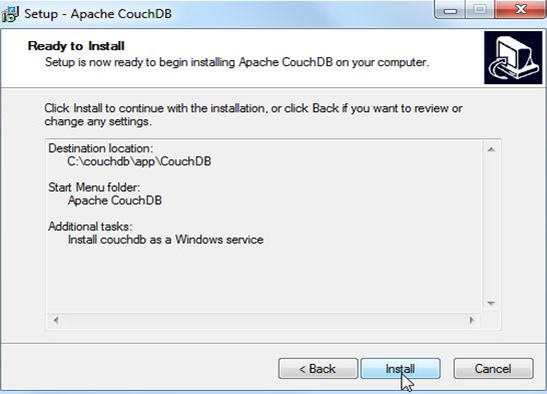 Setup - Apache CouchDB
Ready to Install
Setup is now ready to begin installing Apache CouchDB on your computer.
Click Install to continue with the installation, or click Back if you want to review or
change any settings.
Destination location:
C:\couchdb\app\CouchDB
Start Menu folder:
Apache CouchDB
Additional tasks:
Install couchdb as a Windows service
< Back
Install
Cancel